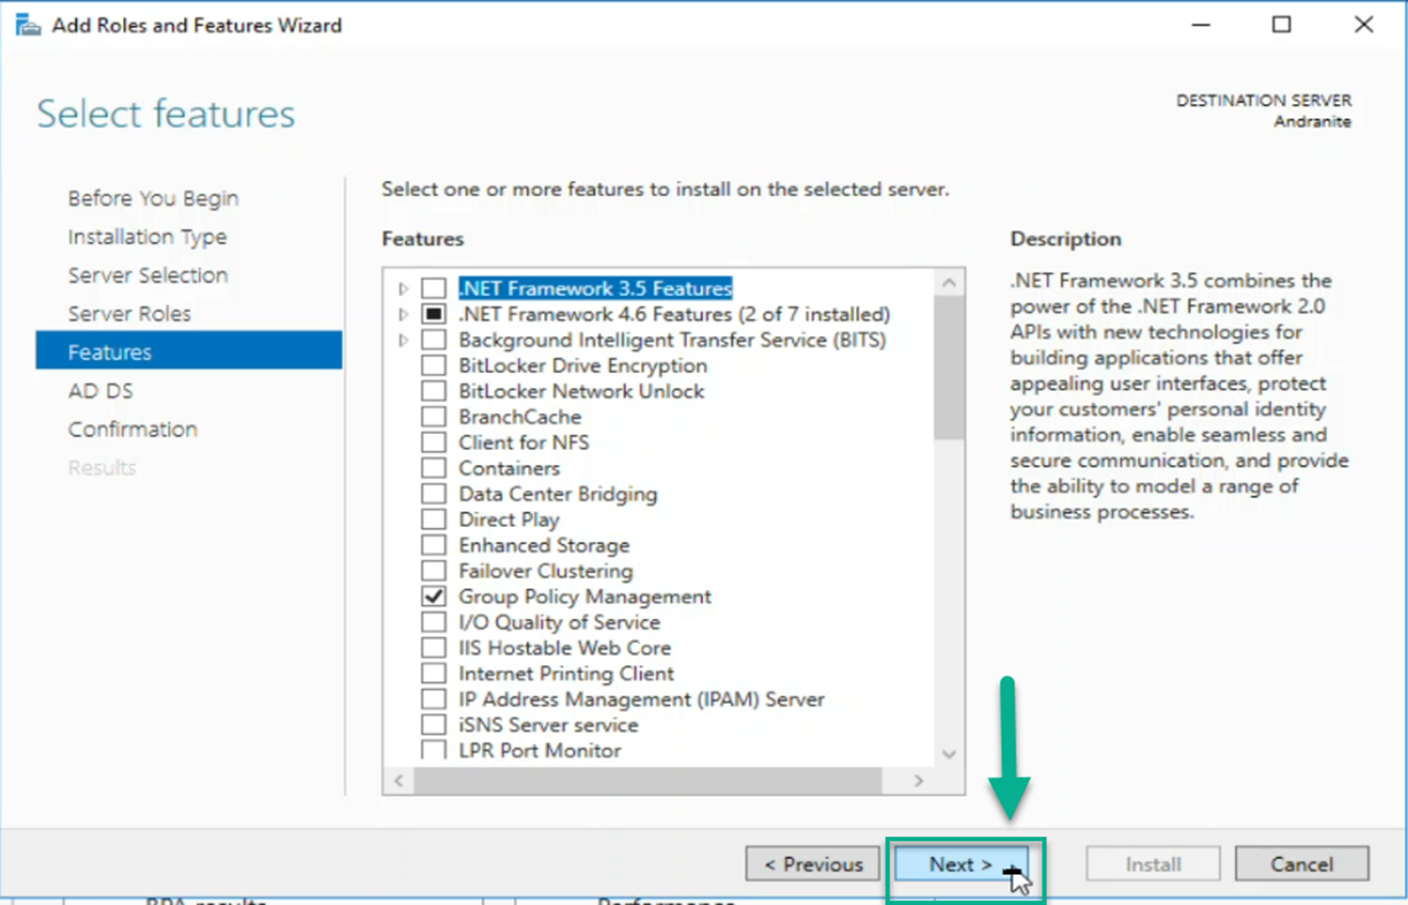 Add Roles and Features Wizard
Select features
DESTINATION SERVER
Andranite
Before You Begin
Installation Type
Server Selection
Server Roles
Features
AD DS
Confirmation
Results
Select one or more features to install on the selected server.
Features
.NET Framework 3.5 Features
.NET Framework 4.6 Features (2 of 7 installed)
Background Intelligent Transfer Service (BITS)
BitLocker Drive Encryption
BitLocker Network Unlock
BranchCache
Client for NFS
Containers
Data Center Bridging
Direct Play
Enhanced Storage
Failover Clustering
Group Policy Management
I/O Quality of Service
IIS Hostable Web Core
Internet Printing Client
IP Address Management (IPAM) Server
iSNS Server service
LPR Port Monitor
Description
.NET Framework 3.5 combines the
power of the .NET Framework 2.0
APIs with new technologies for
building applications that offer
appealing user interfaces, protect
your customers' personal identity
information, enable seamless and
secure communication, and provide
the ability to model a range of
business processes.
< Previous
Next >
Install
Cancel
BPA results
Performance